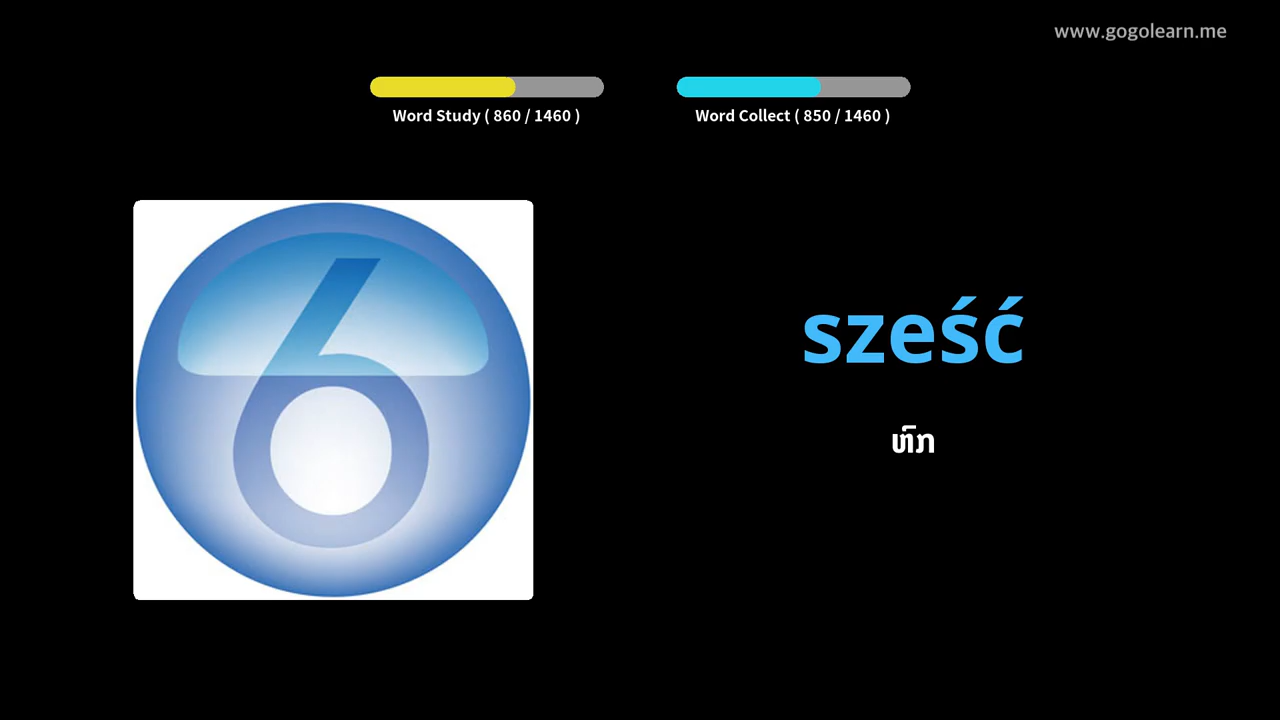 www.gogolearn.me
Word Study ( 860 / 1460 )
Word Collect ( 850 / 1460 )
6
sześć
ຫົກ